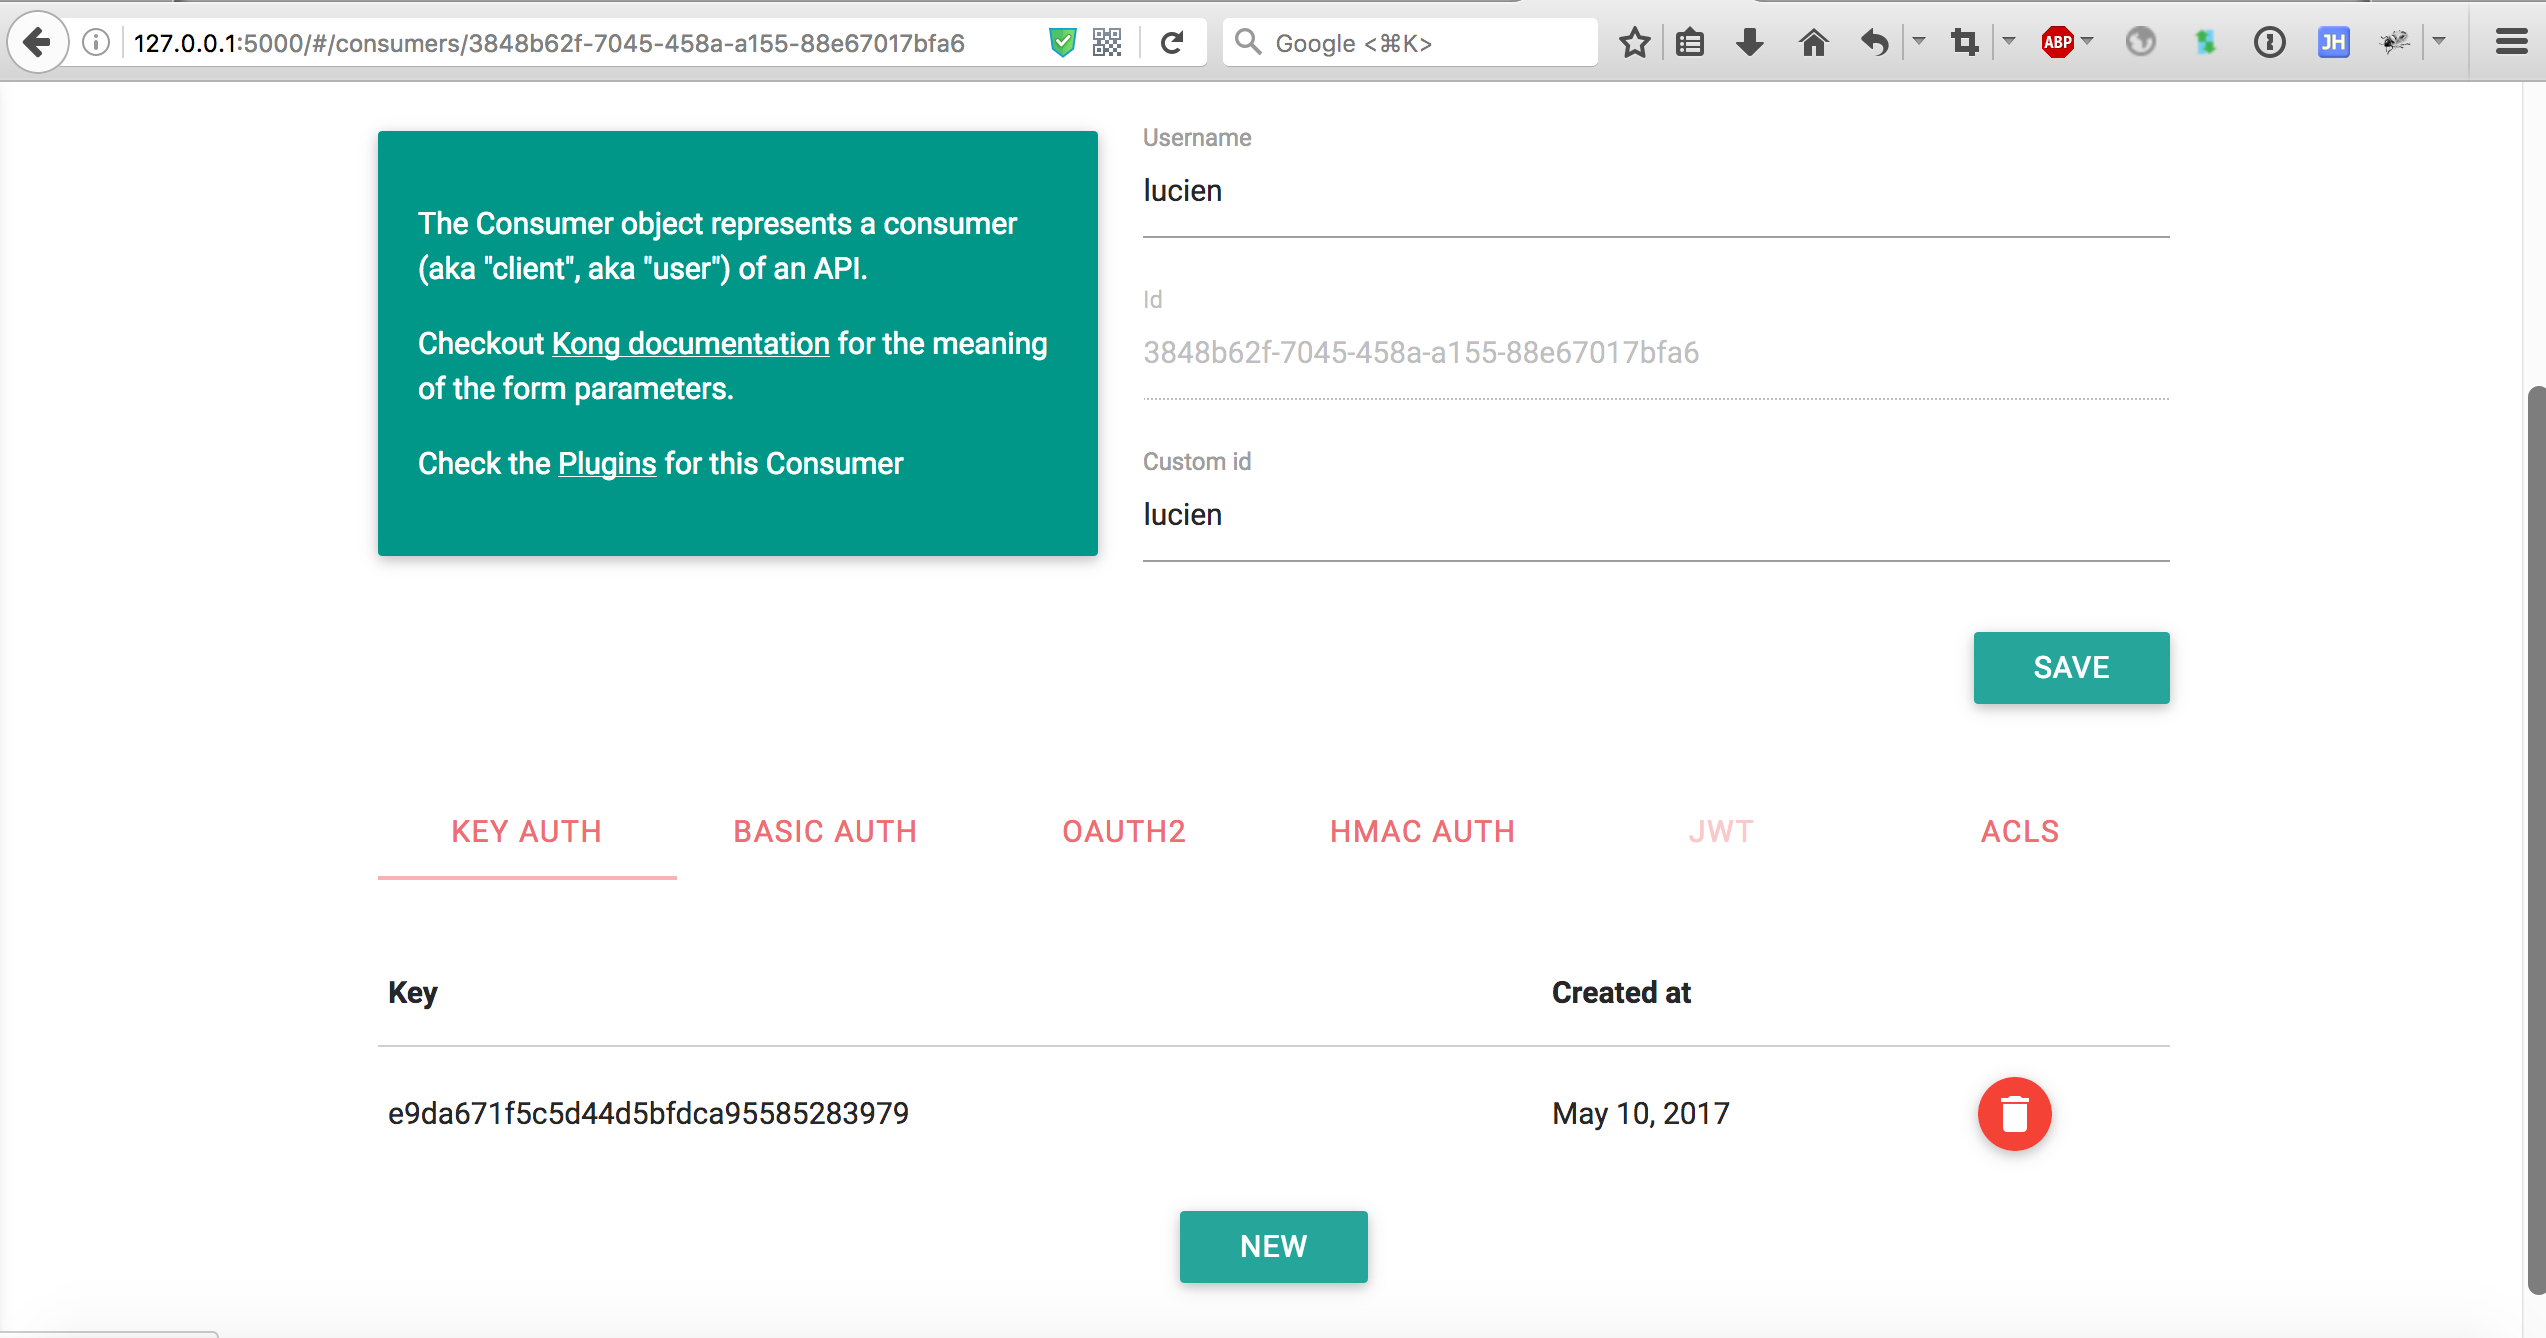 127.0.0.1:5000/#/consumers/3848b62f-7045-458a-a155-88e67017bfa6
Google <⌘K>
ABP
JH
The Consumer object represents a consumer
(aka "client", aka "user") of an API.
Checkout Kong documentation for the meaning
of the form parameters.
Check the Plugins for this Consumer
Username
lucien
Id
3848b62f-7045-458a-a155-88e67017bfa6
Custom id
lucien
SAVE
KEY AUTH
BASIC AUTH
OAUTH2
HMAC AUTH
JWT
ACLS
Key
Created at
e9da671f5c5d44d5bfdca95585283979
May 10, 2017
NEW